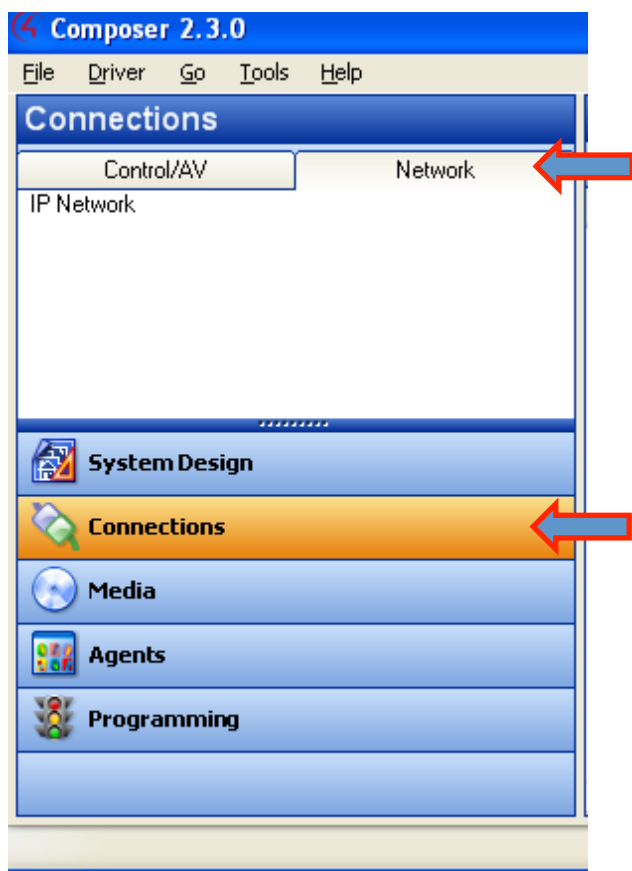 Composer 2.3.0
File Driver Go Tools Help
Connections
Control/AV Network
IP Network
System Design
Connections
Media
Agents
Programming